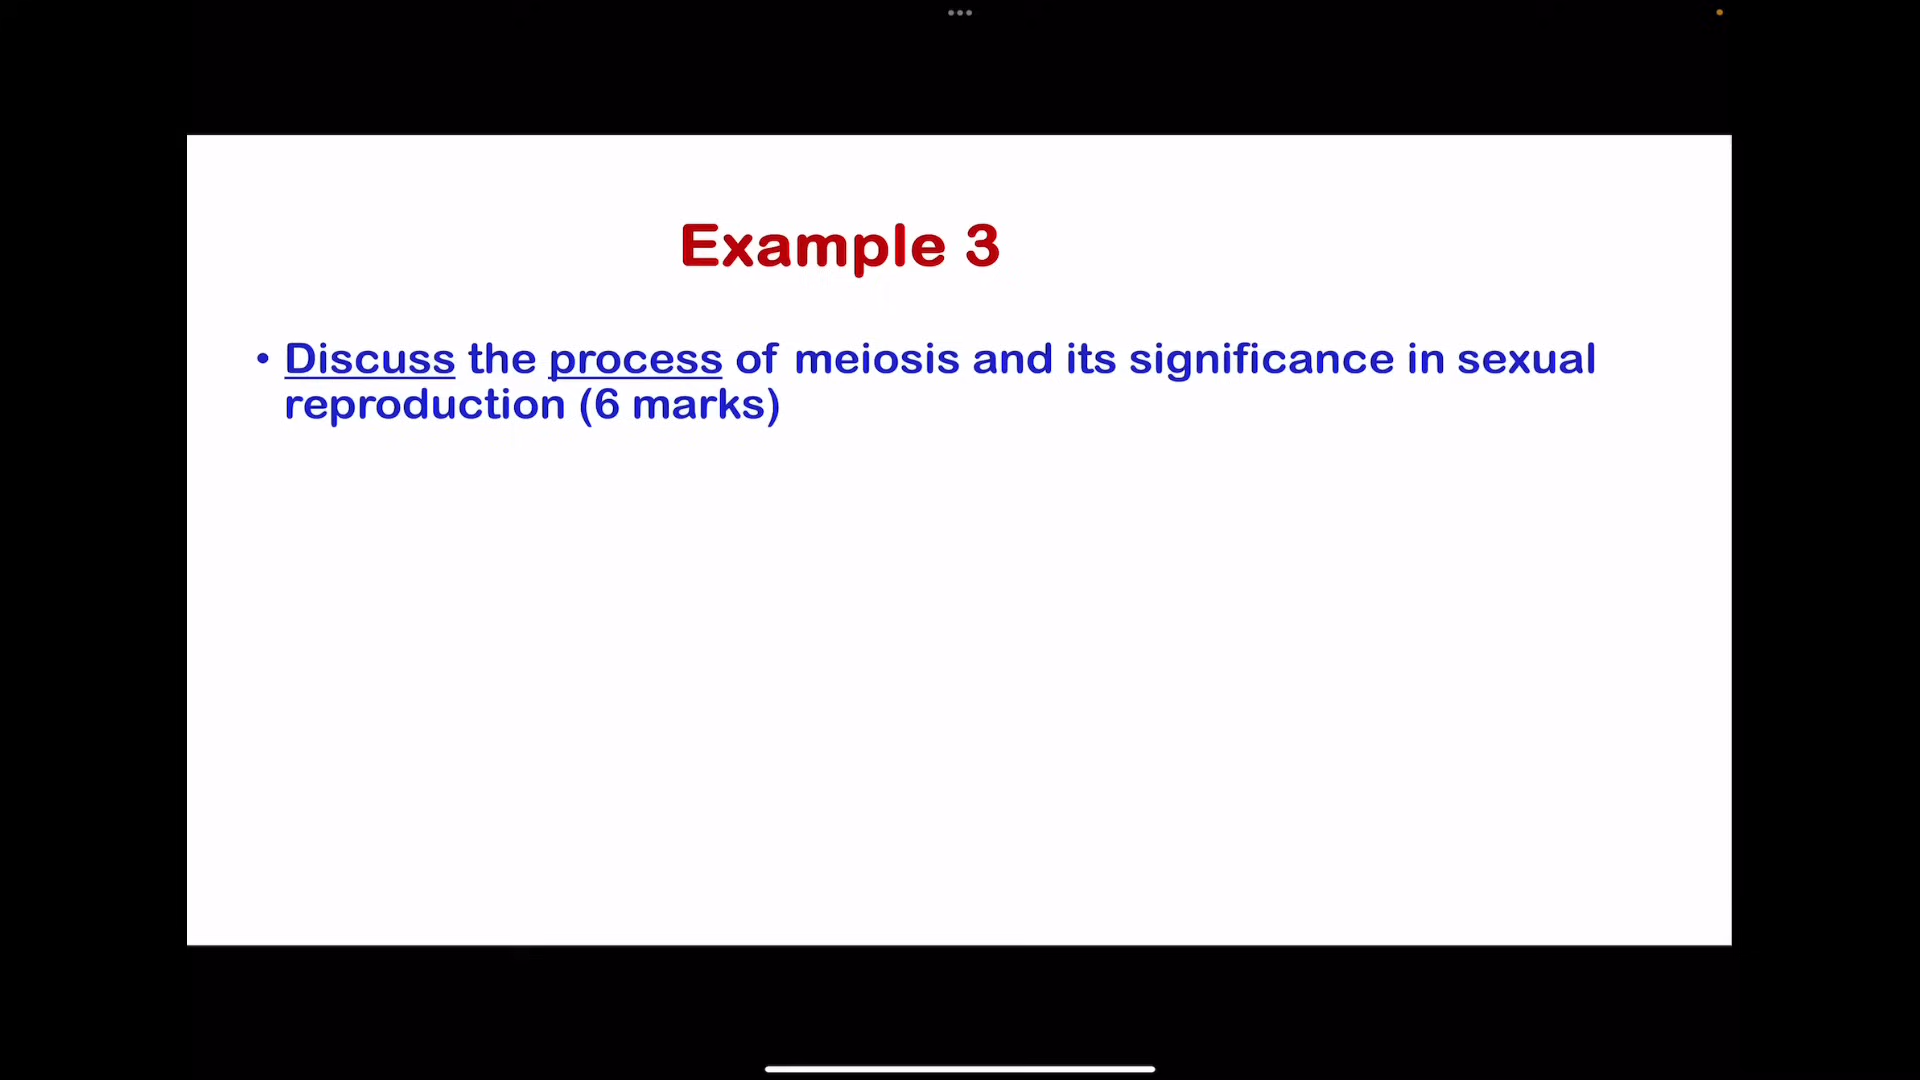 Example 3
• Discuss the process of meiosis and its significance in sexual
reproduction (6 marks)